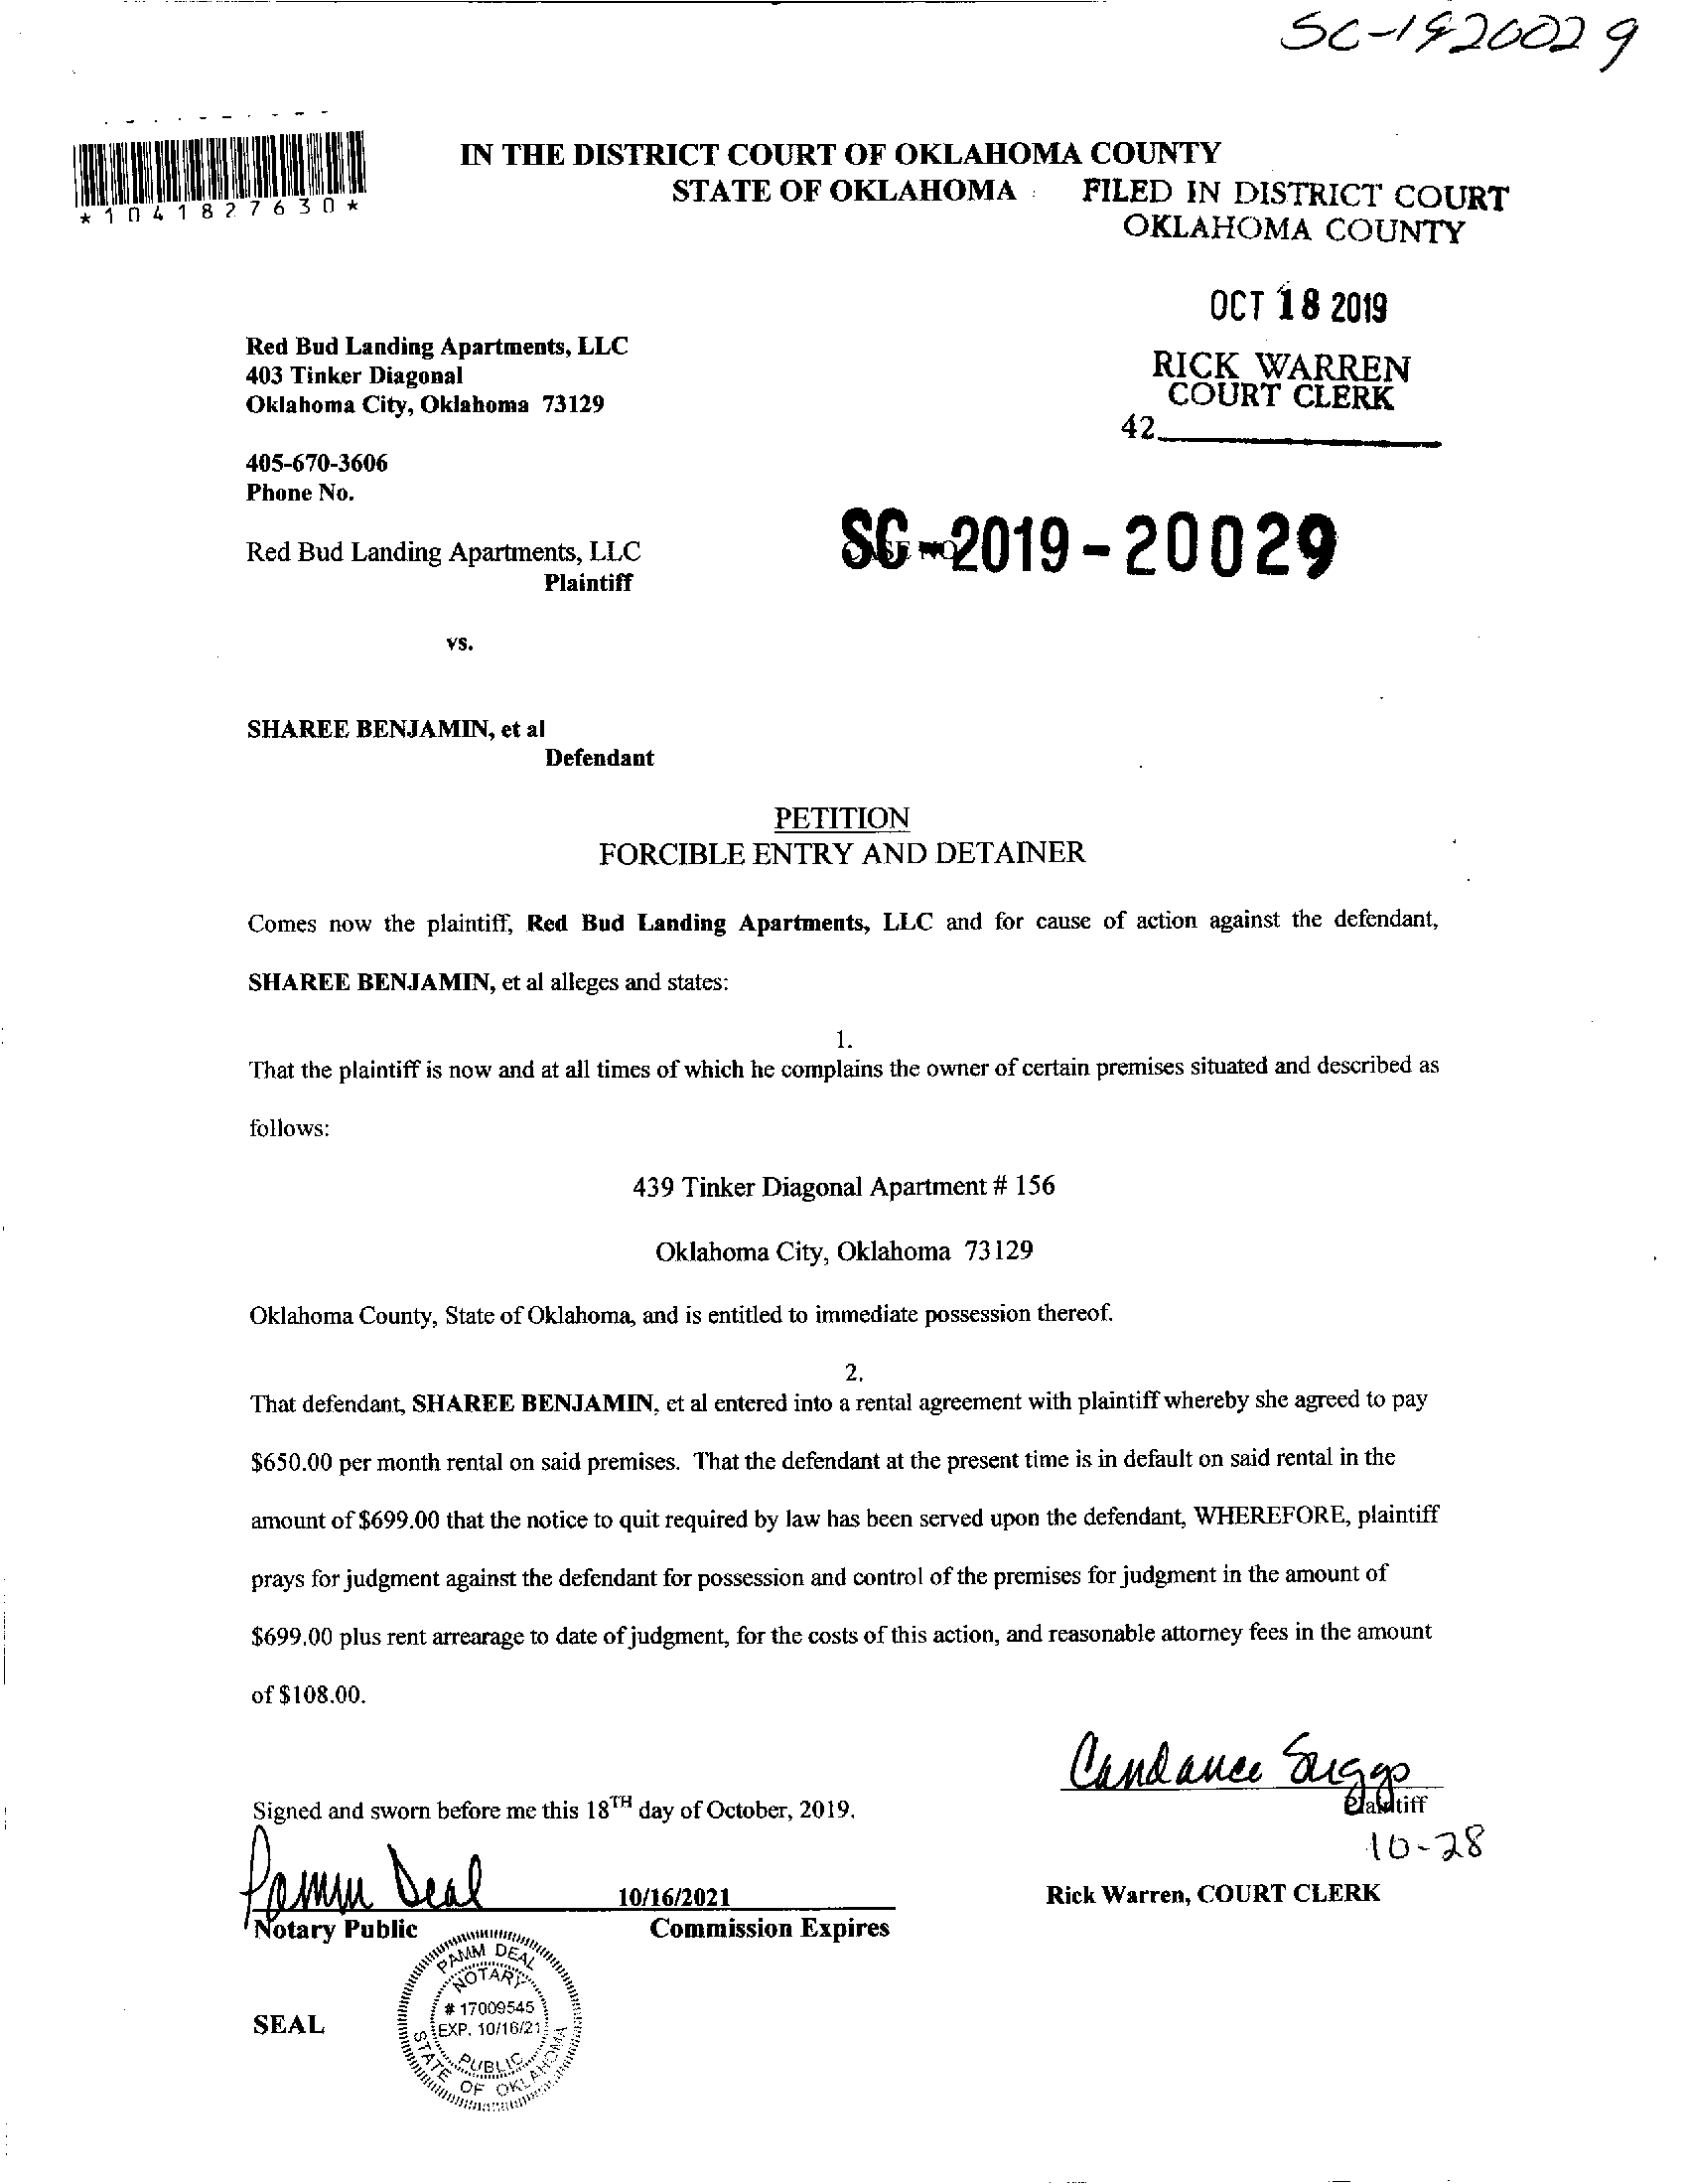 SC-1920029
*1041827630*
IN THE DISTRICT COURT OF OKLAHOMA COUNTY
STATE OF OKLAHOMA
FILED IN DISTRICT COURT
OKLAHOMA COUNTY
OCT 18 2019
RICK WARREN
COURT CLERK
42
Red Bud Landing Apartments, LLC
403 Tinker Diagonal
Oklahoma City, Oklahoma 73129
405-670-3606
Phone No.
Red Bud Landing Apartments, LLC
Plaintiff
SC-2019-20029
vs.
SHAREE BENJAMIN, et al
Defendant
PETITION
FORCIBLE ENTRY AND DETAINER
Comes now the plaintiff, Red Bud Landing Apartments, LLC and for cause of action against the defendant,
SHAREE BENJAMIN, et al alleges and states:
1.
That the plaintiff is now and at all times of which he complains the owner of certain premises situated and described as
follows:
439 Tinker Diagonal Apartment # 156
Oklahoma City, Oklahoma 73129
Oklahoma County, State of Oklahoma, and is entitled to immediate possession thereof.
2.
That defendant, SHAREE BENJAMIN, et al entered into a rental agreement with plaintiff whereby she agreed to pay
$650.00 per month rental on said premises. That the defendant at the present time is in default on said rental in the
amount of $699.00 that the notice to quit required by law has been served upon the defendant, WHEREFORE, plaintiff
prays for judgment against the defendant for possession and control of the premises for judgment in the amount of
$699.00 plus rent arrearage to date of judgment, for the costs of this action, and reasonable attorney fees in the amount
of $108.00.
Candance Suggs
Plaintiff
Signed and sworn before me this 18TH day of October, 2019.
10-28
Pamm Deal
10/16/2021
Rick Warren, COURT CLERK
Notary Public
Commission Expires
SEAL
PAMM DEAL
NOTARY
# 17009545
EXP. 10/16/21
PUBLIC
STATE OF OKLAHOMA